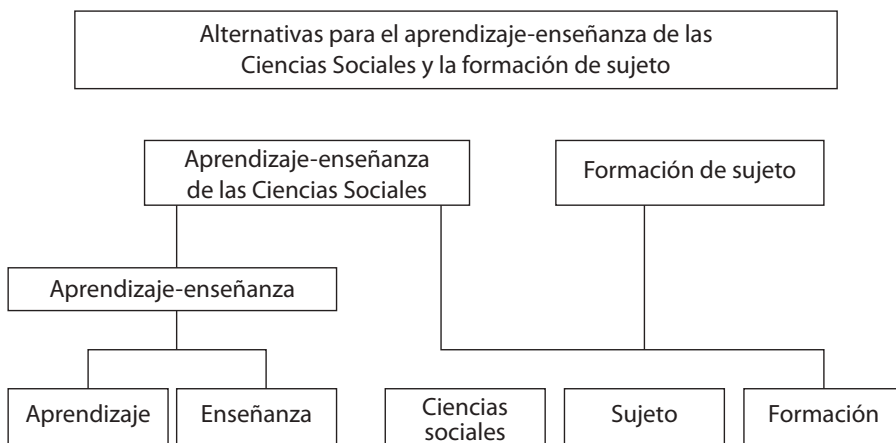 Alternativas para el aprendizaje-enseñanza de las
Ciencias Sociales y la formación de sujeto
Aprendizaje-enseñanza
de las Ciencias Sociales
Formación de sujeto
Aprendizaje-enseñanza
Aprendizaje
Enseñanza
Ciencias
sociales
Sujeto
Formación